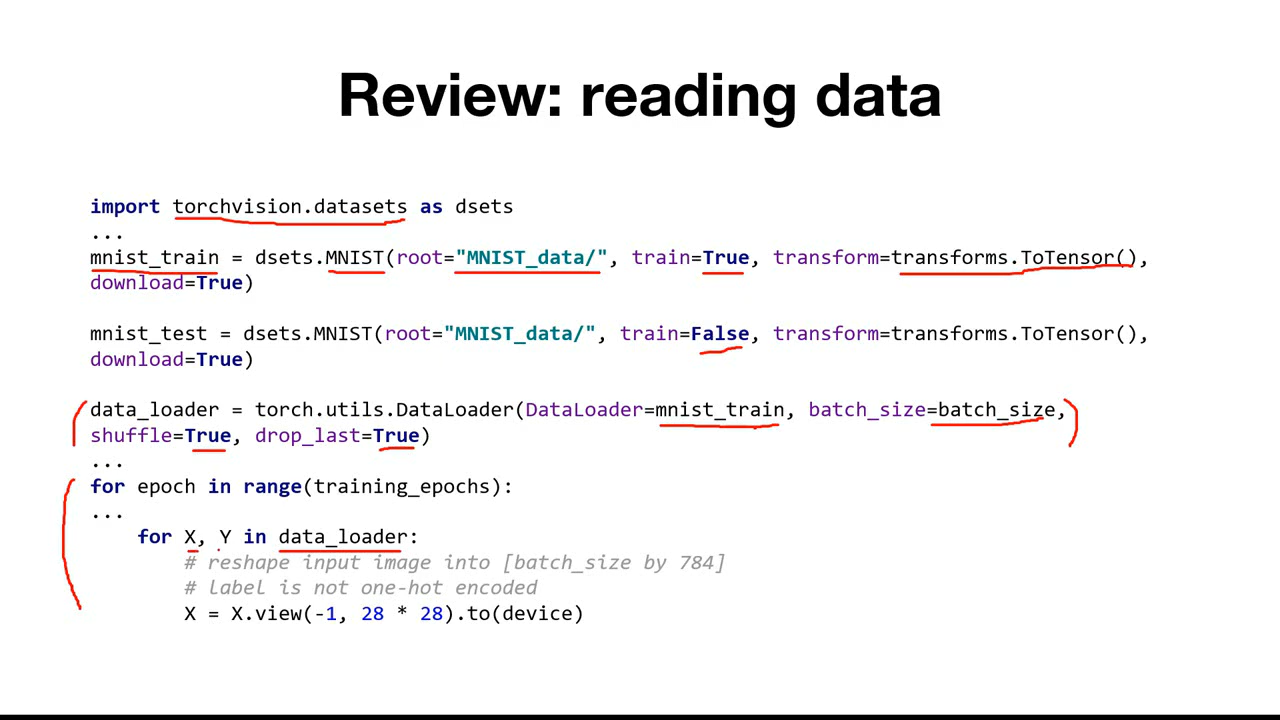 Review: reading data
import torchvision.datasets as dsets
...
mnist_train = dsets.MNIST(root="MNIST_data/", train=True, transform=transforms.ToTensor(),
download=True)
mnist_test = dsets.MNIST(root="MNIST_data/", train=False, transform=transforms.ToTensor(),
download=True)
data_loader = torch.utils.DataLoader(DataLoader=mnist_train, batch_size=batch_size,
shuffle=True, drop_last=True)
...
for epoch in range(training_epochs):
...
    for X, Y in data_loader:
        # reshape input image into [batch_size by 784]
        # label is not one-hot encoded
        X = X.view(-1, 28 * 28).to(device)